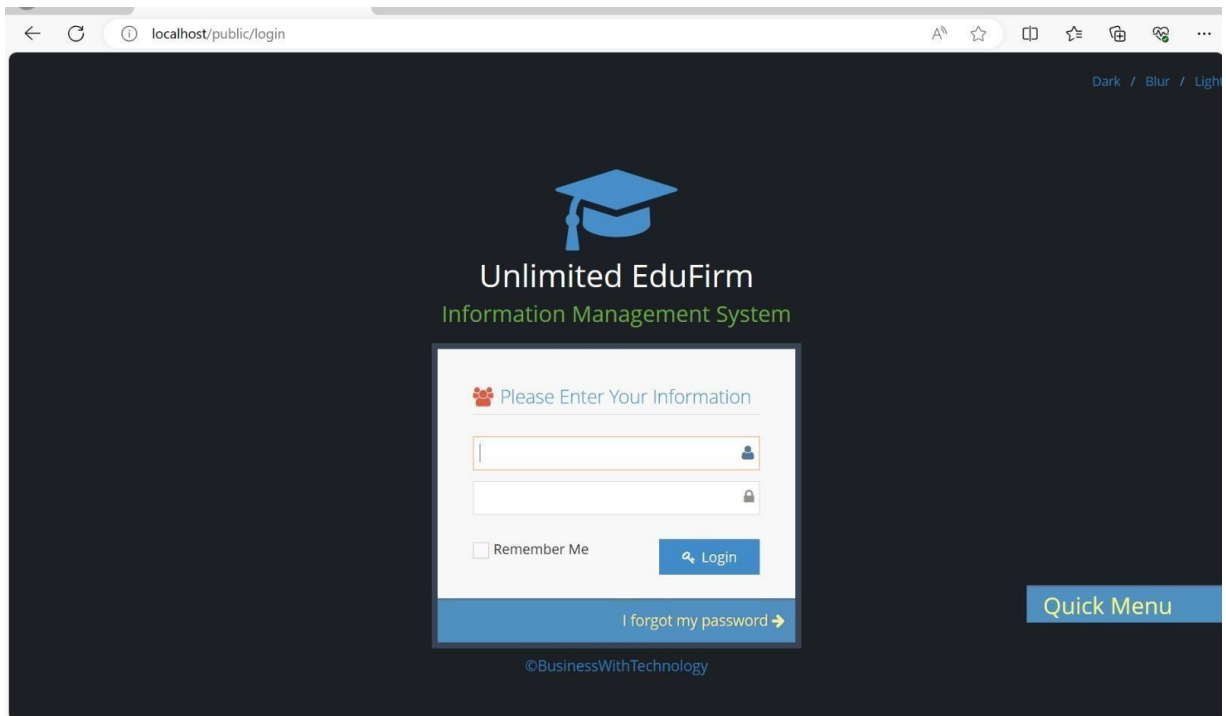 localhost/public/login
Dark / Blur / Light
Unlimited EduFirm
Information Management System
Please Enter Your Information
Remember Me
Login
Quick Menu
I forgot my password
©BusinessWithTechnology